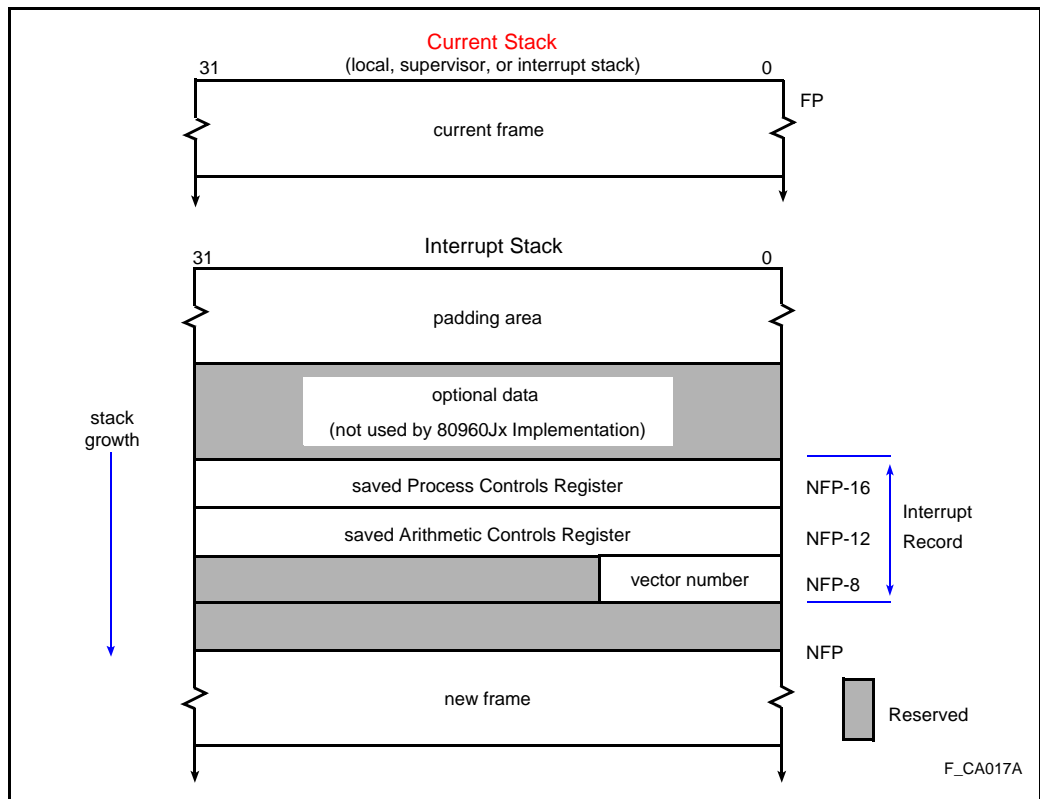 Current Stack
31 (local, supervisor, or interrupt stack) 0
FP
current frame
Interrupt Stack
31 0
padding area
optional data
(not used by 80960Jx Implementation)
stack
growth
saved Process Controls Register NFP-16
Interrupt
saved Arithmetic Controls Register NFP-12
Record
vector number NFP-8
NFP
new frame
Reserved
F_CA017A